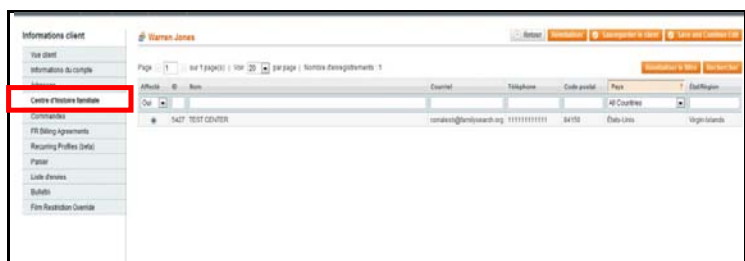 Informations client
Vue client
Informations du compte
Adresses
Centre d'histoire familiale
Commandes
FR Billing Agreements
Recurring Profiles (beta)
Panier
Liste d'envies
Bulletin
Film Restriction Override
Warren Jones
Retour Réinitialiser Sauvegarder le client Save and Continue Edit
Page 1 sur 1 page(s) | Voir 20 par page | Nombre d'enregistrements : 1
Réinitialiser le filtre Rechercher
Affecté ID Nom Courriel Téléphone Code postal Pays État/Région
Oui All Countries
5427 TEST CENTER 11111111111 84150 États-Unis Virgin Islands